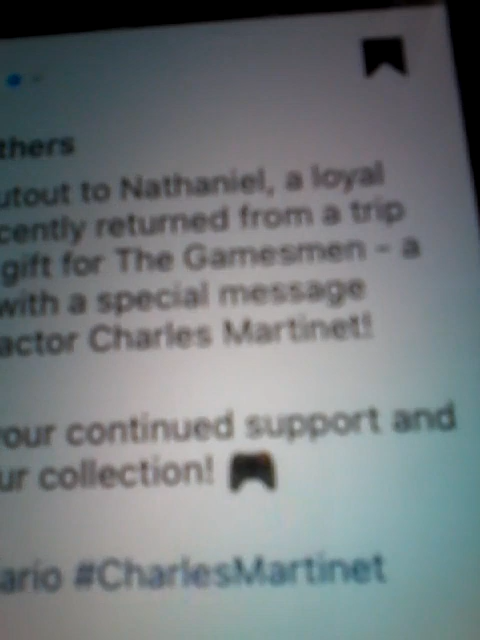 thers
utout to Nathaniel, a loyal
cently returned from a trip
gift for The Gamesmen – a
with a special message
actor Charles Martinet!
our continued support and
ur collection! 🎮
ario #CharlesMartinet